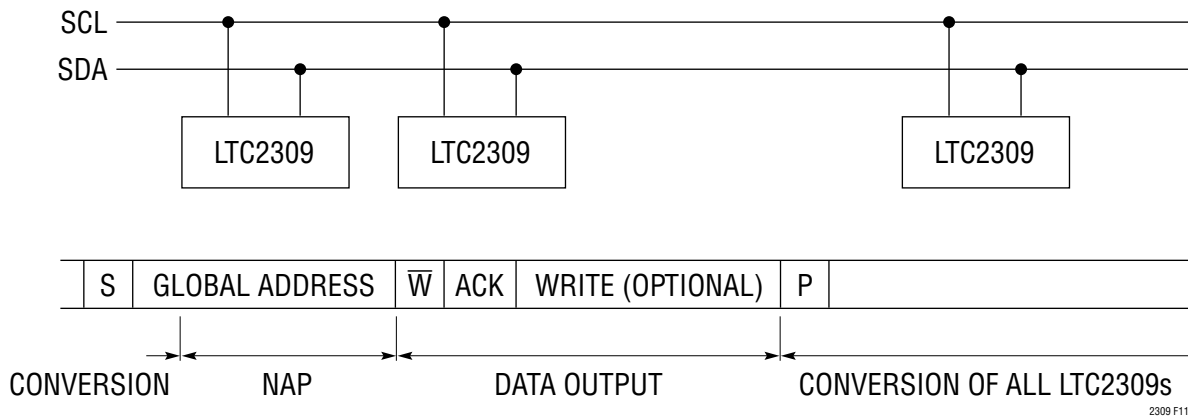 SCL
SDA
LTC2309 LTC2309 LTC2309
S GLOBAL ADDRESS W̅ ACK WRITE (OPTIONAL) P
CONVERSION NAP DATA OUTPUT CONVERSION OF ALL LTC2309s
2309 F11